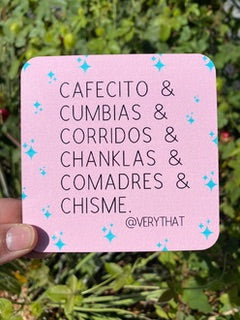 CAFECITO &
CUMBIAS &
CORRIDOS &
CHANKLAS &
COMADRES &
CHISME.
@VERYTHAT